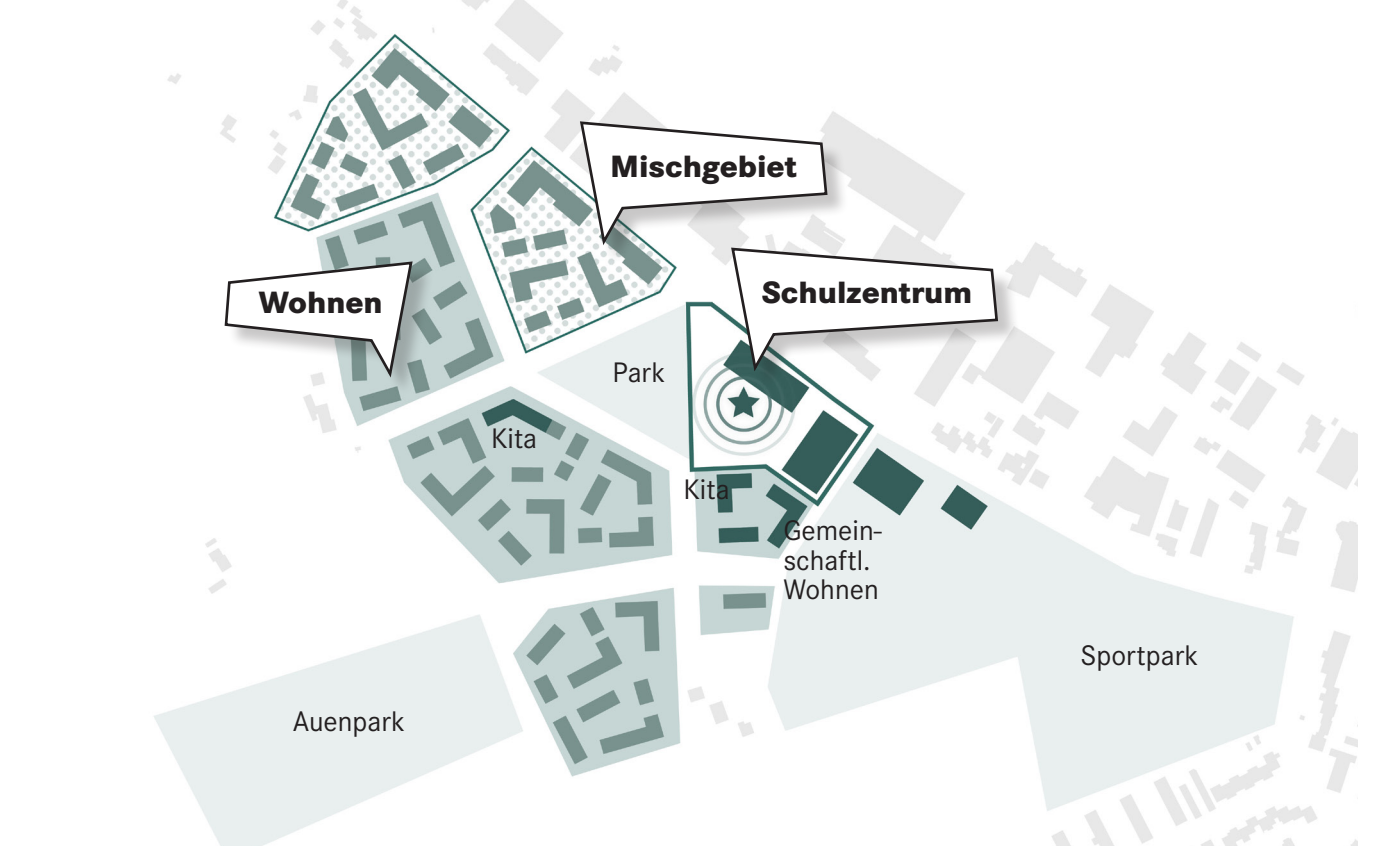 Mischgebiet
Wohnen
Schulzentrum
Park
Kita
Kita
Gemein-
schaftl.
Wohnen
Sportpark
Auenpark